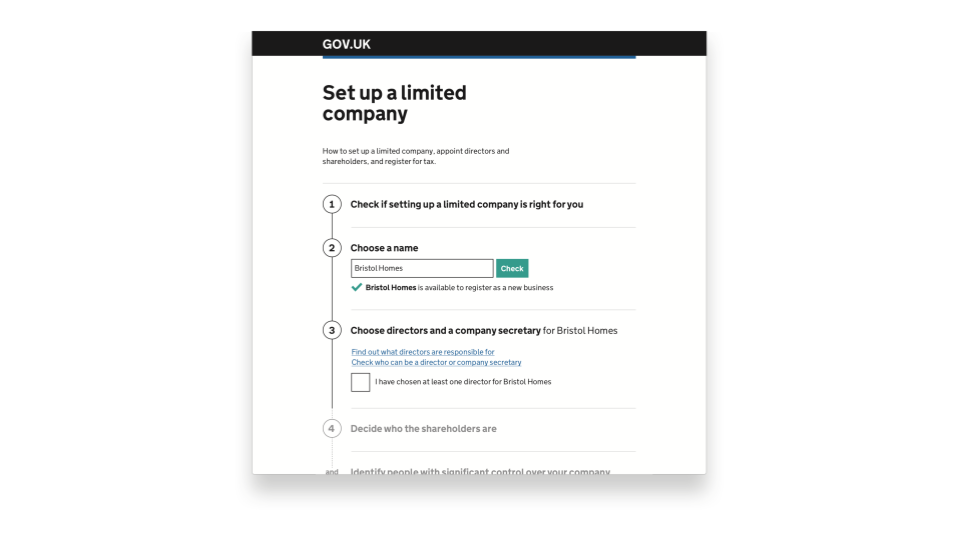 GOV.UK
Set up a limited
company
How to set up a limited company, appoint directors and
shareholders, and register for tax.
1 Check if setting up a limited company is right for you
2 Choose a name
Bristol Homes Check
Bristol Homes is available to register as a new business
3 Choose directors and a company secretary for Bristol Homes
Find out what directors are responsible for
Check who can be a director or company secretary
I have chosen at least one director for Bristol Homes
4 Decide who the shareholders are
and Identify people with significant control over your company